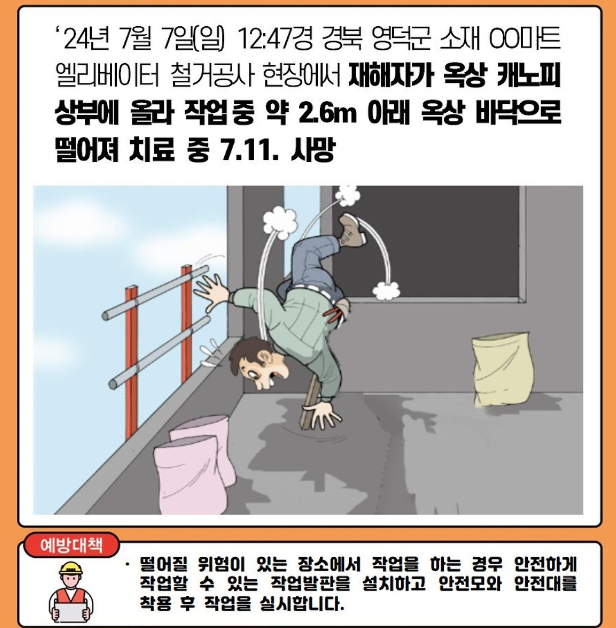 ‘24년 7월 7일(일) 12:47경 경북 영덕군 소재 OO마트
엘리베이터 철거공사 현장에서 재해자가 옥상 캐노피
상부에 올라 작업 중 약 2.6m 아래 옥상 바닥으로
떨어져 치료 중 7.11. 사망
예방대책
· 떨어질 위험이 있는 장소에서 작업을 하는 경우 안전하게
작업할 수 있는 작업발판을 설치하고 안전모와 안전대를
착용 후 작업을 실시합니다.